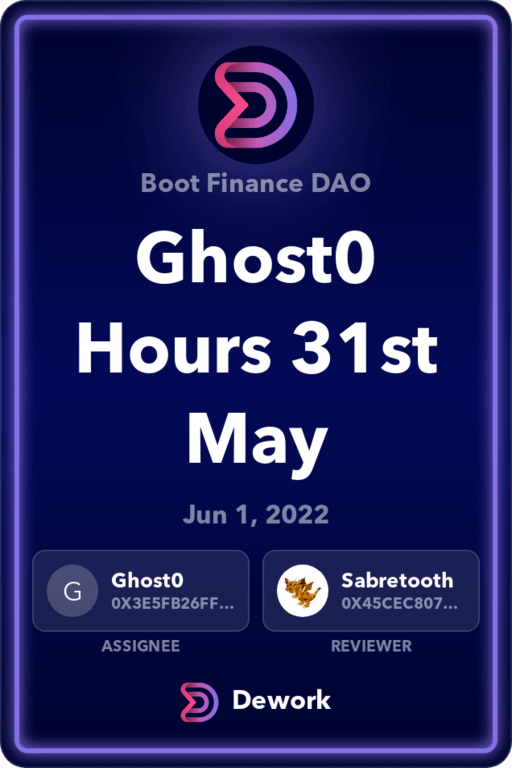 Boot Finance DAO
Ghost0
Hours 31st
May
Jun 1, 2022
G
Ghost0
0X3E5FB26FF...
Sabretooth
0X45CEC807...
ASSIGNEE
REVIEWER
Dework